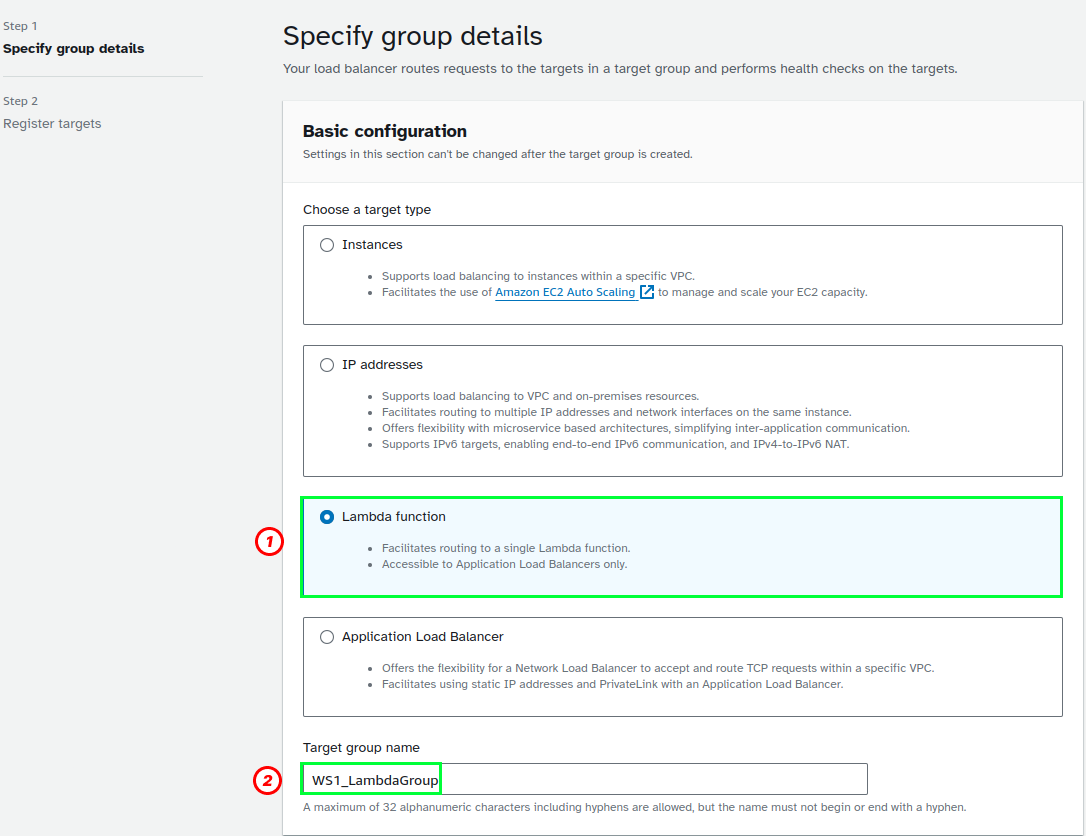 Step 1
Specify group details
Step 2
Register targets
Specify group details
Your load balancer routes requests to the targets in a target group and performs health checks on the targets.
Basic configuration
Settings in this section can't be changed after the target group is created.
Choose a target type
Instances
Supports load balancing to instances within a specific VPC.
Facilitates the use of Amazon EC2 Auto Scaling to manage and scale your EC2 capacity.
IP addresses
Supports load balancing to VPC and on-premises resources.
Facilitates routing to multiple IP addresses and network interfaces on the same instance.
Offers flexibility with microservice based architectures, simplifying inter-application communication.
Supports IPv6 targets, enabling end-to-end IPv6 communication, and IPv4-to-IPv6 NAT.
1
Lambda function
Facilitates routing to a single Lambda function.
Accessible to Application Load Balancers only.
Application Load Balancer
Offers the flexibility for a Network Load Balancer to accept and route TCP requests within a specific VPC.
Facilitates using static IP addresses and PrivateLink with an Application Load Balancer.
Target group name
2
WS1_LambdaGroup
A maximum of 32 alphanumeric characters including hyphens are allowed, but the name must not begin or end with a hyphen.